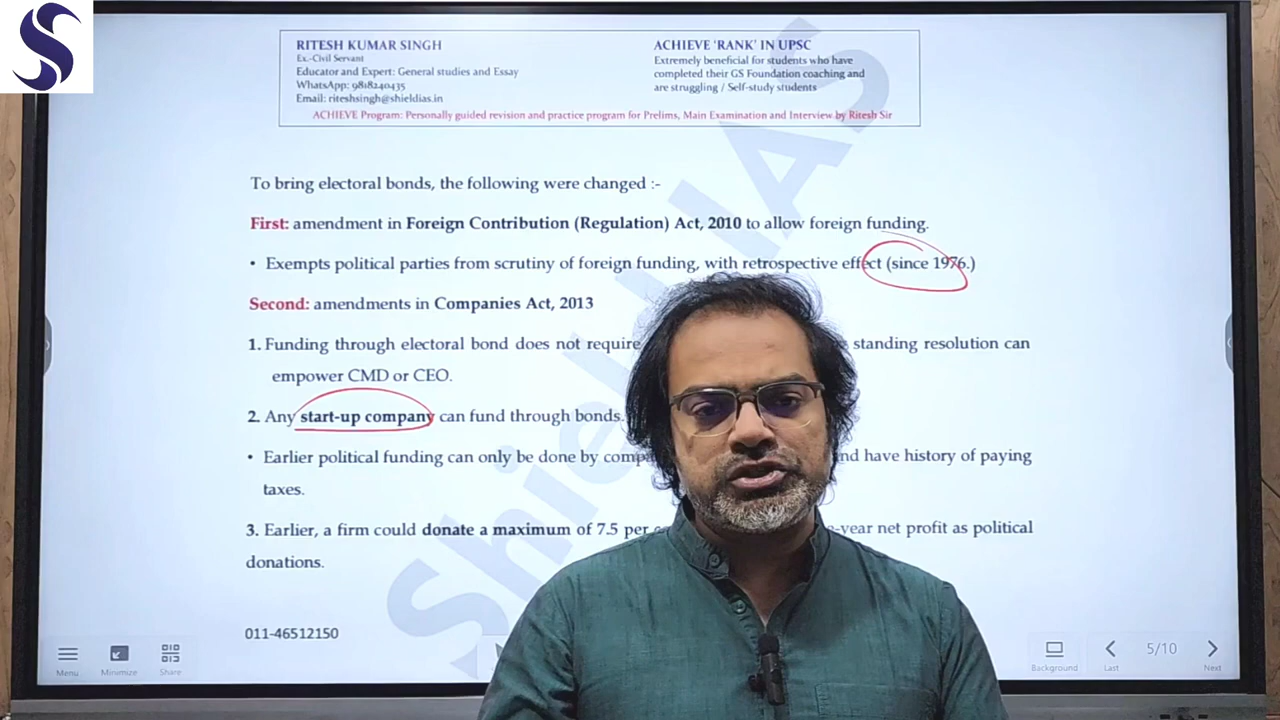 RITESH KUMAR SINGH
Ex.-Civil Servant
Educator and Expert: General studies and Essay
WhatsApp: 9818240435
Email: riteshsingh@shieldias.in
ACHIEVE 'RANK' IN UPSC
Extremely beneficial for students who have
completed their GS Foundation coaching and
are struggling / Self-study students
ACHIEVE Program: Personally guided revision and practice program for Prelims, Main Examination and Interview by Ritesh Sir
To bring electoral bonds, the following were changed :-
First: amendment in Foreign Contribution (Regulation) Act, 2010 to allow foreign funding.
• Exempts political parties from scrutiny of foreign funding, with retrospective effect (since 1976.)
Second: amendments in Companies Act, 2013
1. Funding through electoral bond does not require standing resolution can
empower CMD or CEO.
2. Any start-up company can fund through bonds.
• Earlier political funding can only be done by have history of paying
taxes.
3. Earlier, a firm could donate a maximum of 7.5 per net profit as political
donations.
011-46512150
Shield IAS
Menu
Minimize
Share
Background
Last
5/10
Next